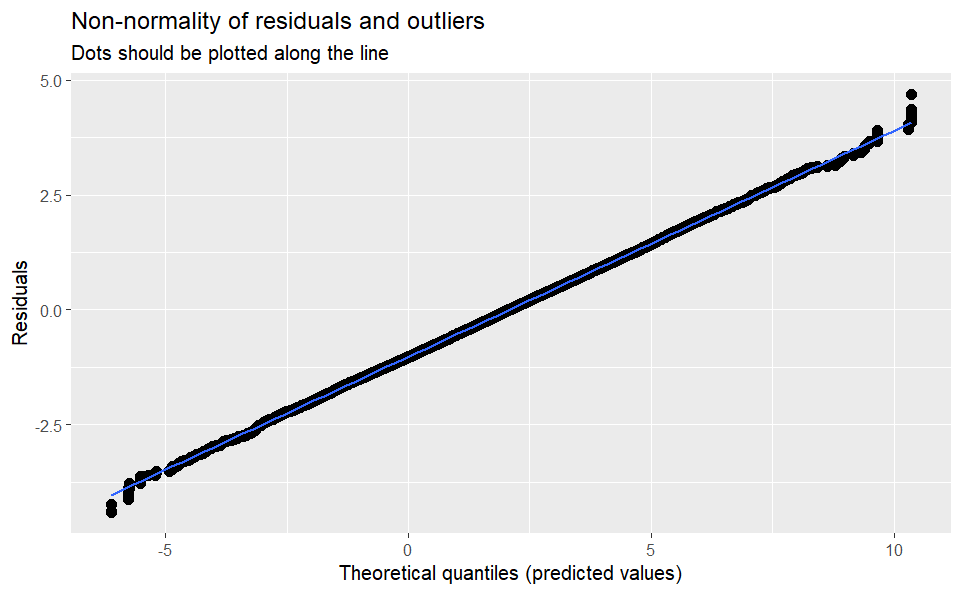 Non-normality of residuals and outliers
Dots should be plotted along the line
5.0
2.5
0.0
-2.5
Residuals
-5
0
5
10
Theoretical quantiles (predicted values)